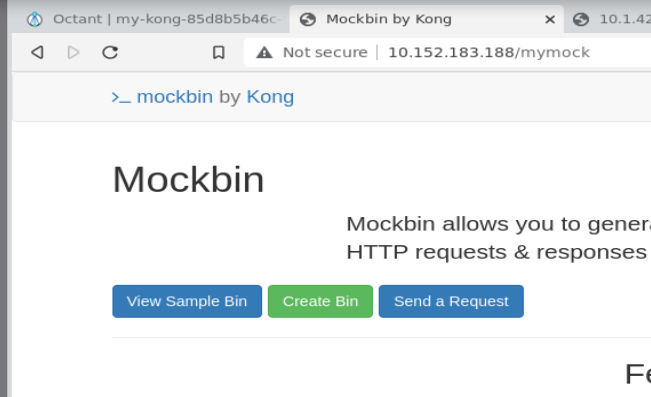 Octant | my-kong-85d8b5b46c-
Mockbin by Kong
10.1.42
Not secure | 10.152.183.188/mymock
>_ mockbin by Kong
Mockbin
Mockbin allows you to genera
HTTP requests & responses
View Sample Bin
Create Bin
Send a Request
Fe